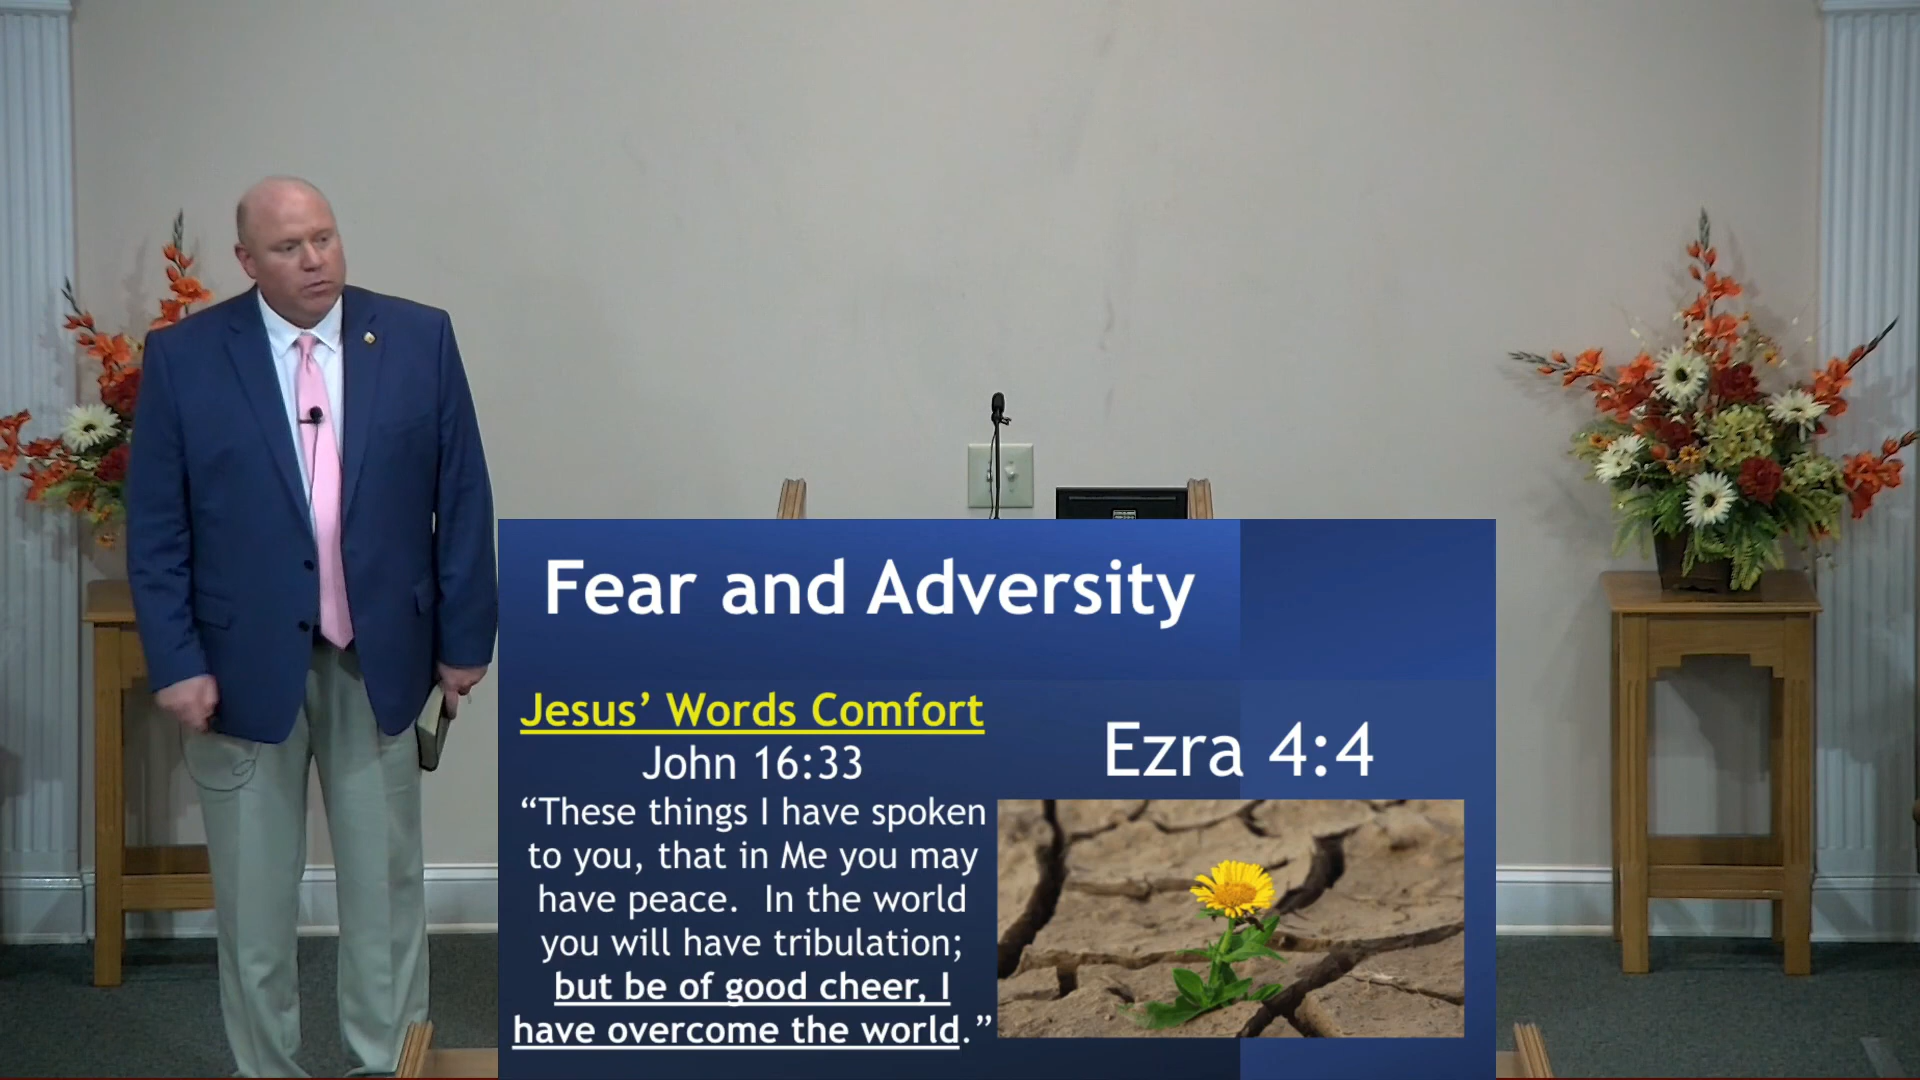 Fear and Adversity
Jesus’ Words Comfort
John 16:33
“These things I have spoken
to you, that in Me you may
have peace.  In the world
you will have tribulation;
but be of good cheer, I
have overcome the world.”
Ezra 4:4